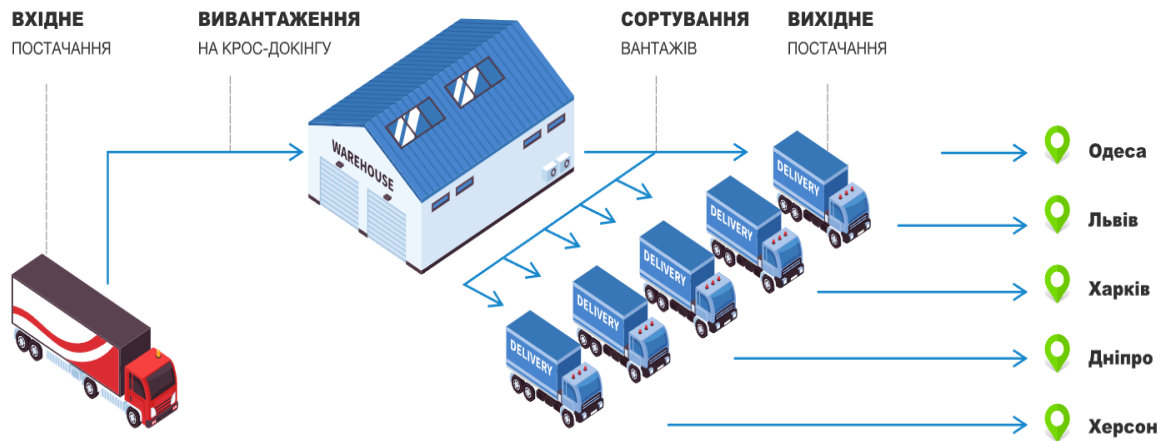 ВХІДНЕ
ПОСТАЧАННЯ
ВИВАНТАЖЕННЯ
НА КРОС-ДОКІНГУ
СОРТУВАННЯ
ВАНТАЖІВ
ВИХІДНЕ
ПОСТАЧАННЯ
WAREHOUSE
DELIVERY
DELIVERY
DELIVERY
DELIVERY
DELIVERY
Одеса
Львів
Харків
Дніпро
Херсон